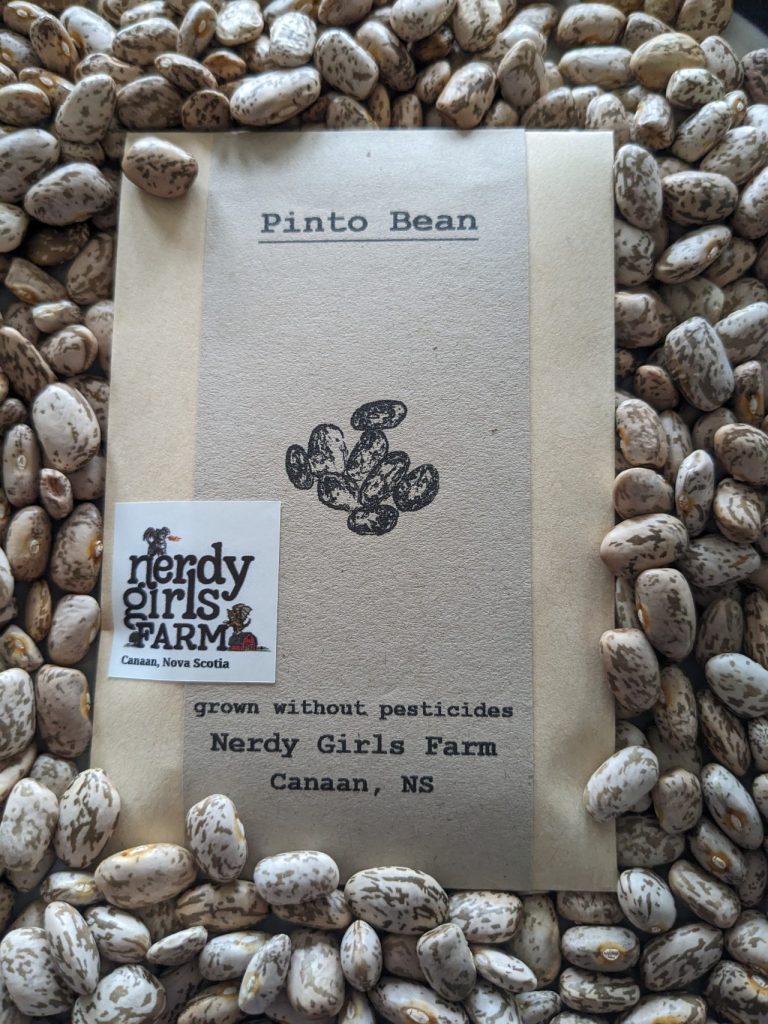 Pinto Bean
nerdy
girls
FARM
Canaan, Nova Scotia
grown without pesticides
Nerdy Girls Farm
Canaan, NS